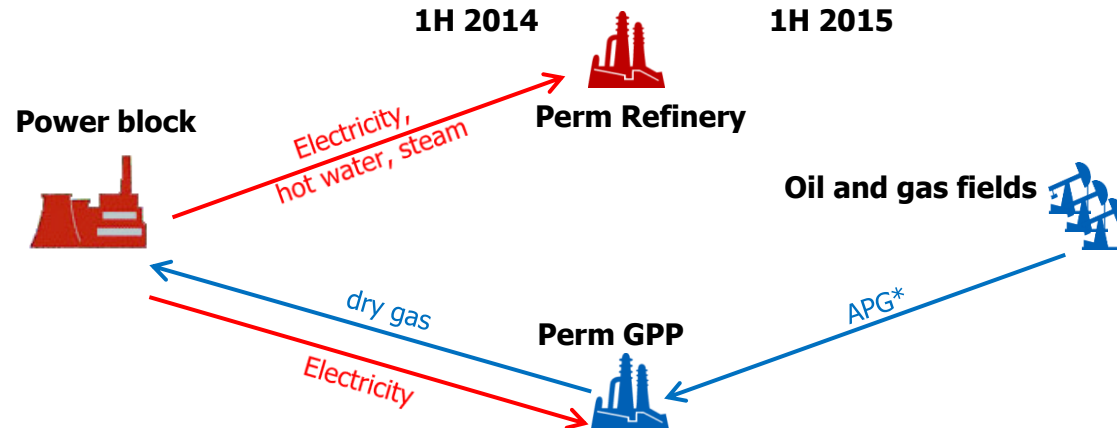 1H 2014
1H 2015
Power block
Electricity,
hot water, steam
Perm Refinery
Oil and gas fields
dry gas
APG*
Perm GPP
Electricity